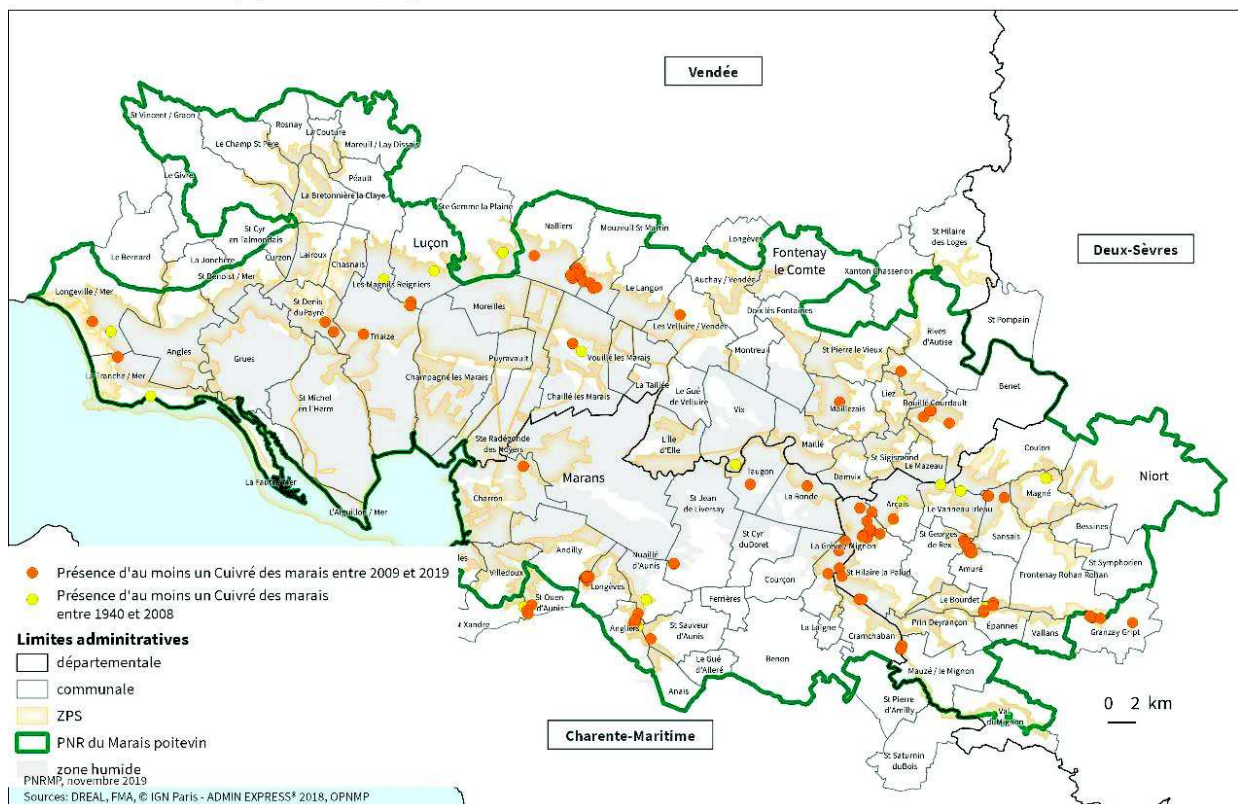 Vendée
St Vincent / Graon
Rosnay
La Couture
Le Champ St Père
Mareuil / Lay Dissais
Péault
Le Givre
La Bretonnière la Claye
Ste Gemme la Plaine
Nalliers
Mouzeuil St Martin
Longèves
St Hilaire
des Loges
Deux-Sèvres
St Cyr
en Talmondais
Luçon
Fontenay
le Comte
Le Bernard
La Jonchère
Curzon
Lairoux
Chasnais
Auchay / Vendée
Xanton Chassenon
St Benoist / Mer
Les Magnils Reigniers
Le Langon
Longeville / Mer
St Denis
du Payré
Moreilles
Doix lès Fontaines
St Pompain
Les Velluire / Vendée
Rives
d'Autise
Triaize
Angles
Grues
Puyravault
Vouillé les Marais
Montreuil
St Pierre le Vieux
Benet
La Tranche / Mer
Champagné les Marais
La Taillée
Le Gué
de Velluire
Liez
St Michel
en l'Herm
Chaillé les Marais
Vix
Maillezais
Bouillé Courdault
Ste Radégonde
des Noyers
L'Île
d'Elle
Maillé
St Sigismond
Coulon
Le Mazeau
Damvix
La Faute / Mer
Marans
Taugon
Niort
Magné
L'Aiguillon / Mer
Charron
St Jean
de Liversay
La Ronde
Arçais
Le Vanneau Irleau
Bessines
St Georges
de Rex
Sansais
Andilly
Nuaillé
d'Aunis
St Cyr
du Doret
La Grève / Mignon
St Symphorien
Amuré
Frontenay Rohan Rohan
Villedoux
Longèves
Courçon
St Hilaire la Palud
St Ouen
d'Aunis
Ferrières
Le Bourdet
St Xandre
Angliers
St Sauveur
d'Aunis
La Laigne
Cramchaban
Prin Deyrançon
Épannes
Vallans
Granzay Gript
Le Gué
d'Alleré
Benon
Mauzé / le Mignon
Anais
St Pierre
d'Amilly
Val
du Mignon
0 2 km
Charente-Maritime
St Saturnin
du Bois
Présence d'au moins un Cuivré des marais entre 2009 et 2019
Présence d'au moins un Cuivré des marais
entre 1940 et 2008
Limites adminitratives
départementale
communale
ZPS
PNR du Marais poitevin
zone humide
PNRMP, novembre 2019
Sources: DREAL, FMA, © IGN Paris - ADMIN EXPRESS® 2018, OPNMP